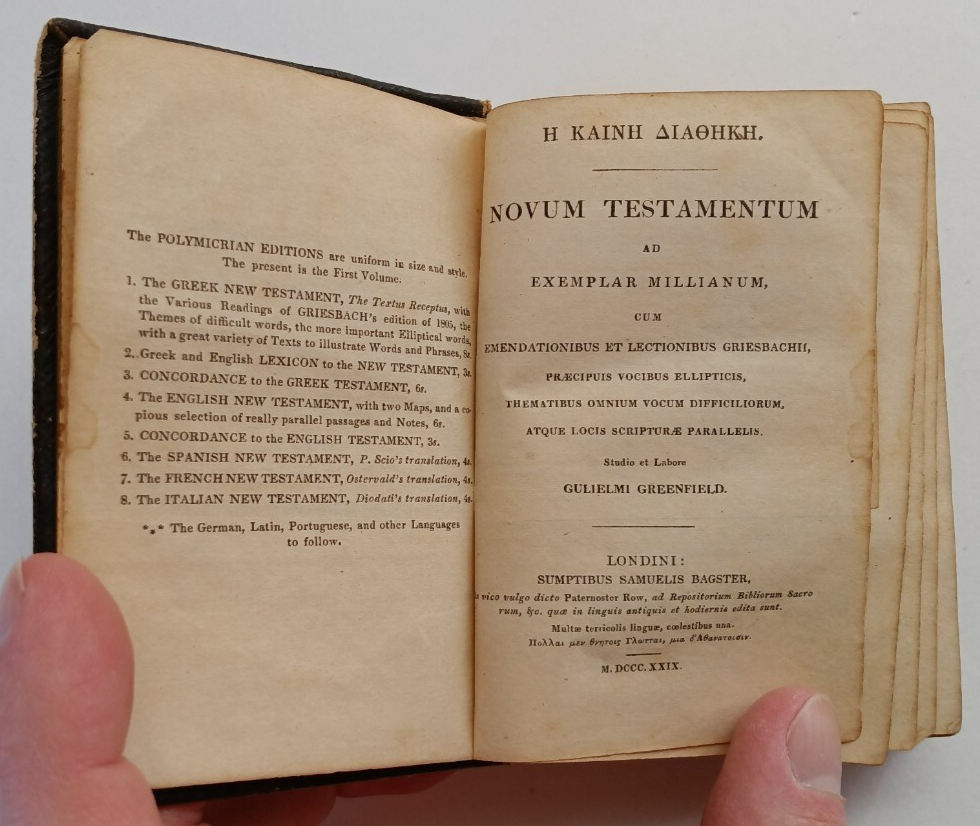 The POLYMICRIAN EDITIONS are uniform in size and style.
The present is the First Volume.
1. The GREEK NEW TESTAMENT, The Textus Receptus, with
the Various Readings of GRIESBACH's edition of 1805, the
Themes of difficult words, the more important Elliptical words,
with a great variety of Texts to illustrate Words and Phrases, 8s.
2. Greek and English LEXICON to the NEW TESTAMENT, 3s.
3. CONCORDANCE to the GREEK TESTAMENT, 6s.
4. The ENGLISH NEW TESTAMENT, with two Maps, and a co-
pious selection of really parallel passages and Notes, 6s.
5. CONCORDANCE to the ENGLISH TESTAMENT, 3s.
6. The SPANISH NEW TESTAMENT, P. Scio's translation, 4s.
7. The FRENCH NEW TESTAMENT, Ostervald's translation, 4s.
8. The ITALIAN NEW TESTAMENT, Diodati's translation, 4s.
*** The German, Latin, Portuguese, and other Languages
to follow.
Η ΚΑΙΝΗ ΔΙΑΘΗΚΗ.
NOVUM TESTAMENTUM
AD
EXEMPLAR MILLIANUM,
CUM
EMENDATIONIBUS ET LECTIONIBUS GRIESBACHII,
PRÆCIPUIS VOCIBUS ELLIPTICIS,
THEMATIBUS OMNIUM VOCUM DIFFICILIORUM,
ATQUE LOCIS SCRIPTURÆ PARALLELIS.
Studio et Labore
GULIELMI GREENFIELD.
LONDINI:
SUMPTIBUS SAMUELIS BAGSTER,
vico vulgo dicto Paternoster Row, ad Repositorium Bibliorum Sacro
rum, &c. quæ in linguis antiquis et hodiernis edita sunt.
Multæ terricolis linguæ, cœlestibus una.
Πολλαι μεν θνητοις Γλωτται, μια δ'Αθανατοισιν.
M.DCCC.XXIX.